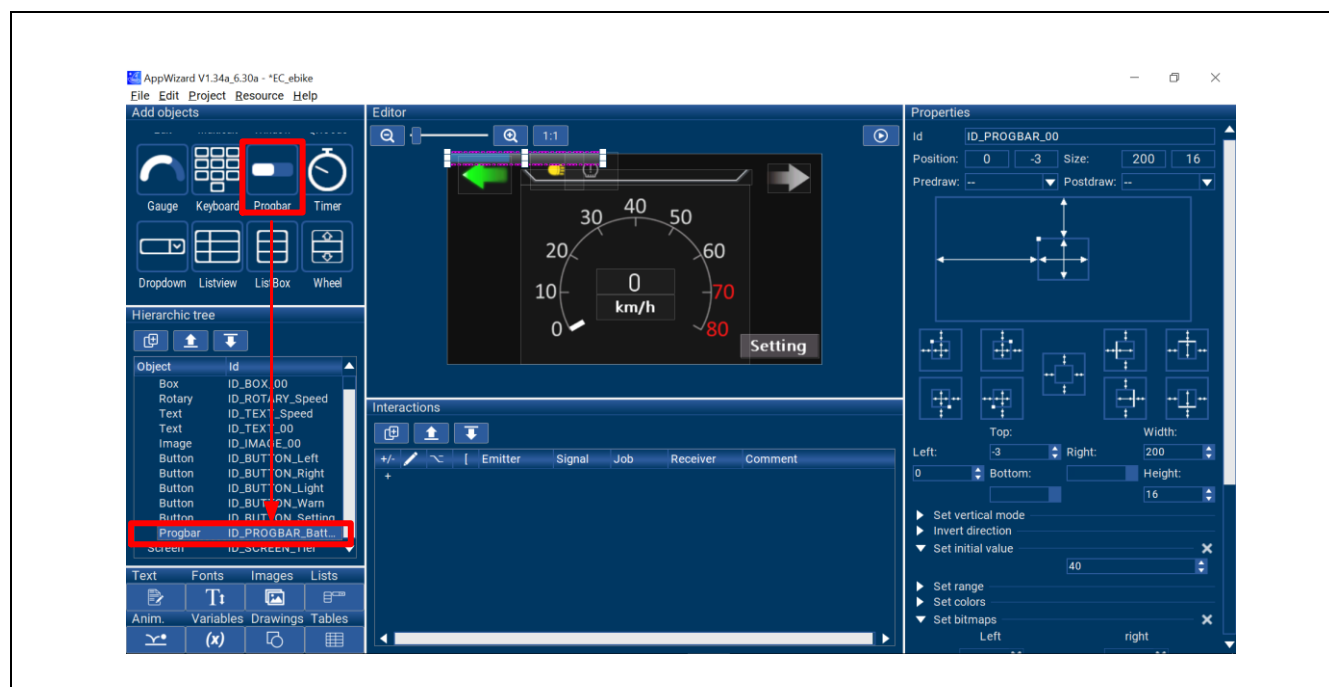 AppWizard V1.34a_6.30a - *EC_ebike
File Edit Project Resource Help
Add objects
Gauge Keyboard Progbar Timer
Dropdown Listview ListBox Wheel
Hierarchic tree
Object Id
Box ID_BOX_00
Rotary ID_ROTARY_Speed
Text ID_TEXT_Speed
Text ID_TEXT_00
Image ID_IMAGE_00
Button ID_BUTTON_Left
Button ID_BUTTON_Right
Button ID_BUTTON_Light
Button ID_BUTTON_Warn
Button ID_BUTTON_Setting
Progbar ID_PROGBAR_Batt...
Screen
Text Fonts Images Lists
Anim. Variables Drawings Tables
(x)
Editor
1:1
30 40 50
20 60
10 0 70
km/h
0 80
Setting
Interactions
+/- [ Emitter Signal Job Receiver Comment
+
Properties
Id ID_PROGBAR_00
Position: 0 -3 Size: 200 16
Predraw: -- Postdraw: --
Top: Width:
Left: -3 Right: 200
0 Bottom: Height:
16
Set vertical mode
Invert direction
Set initial value
40
Set range
Set colors
Set bitmaps
Left right